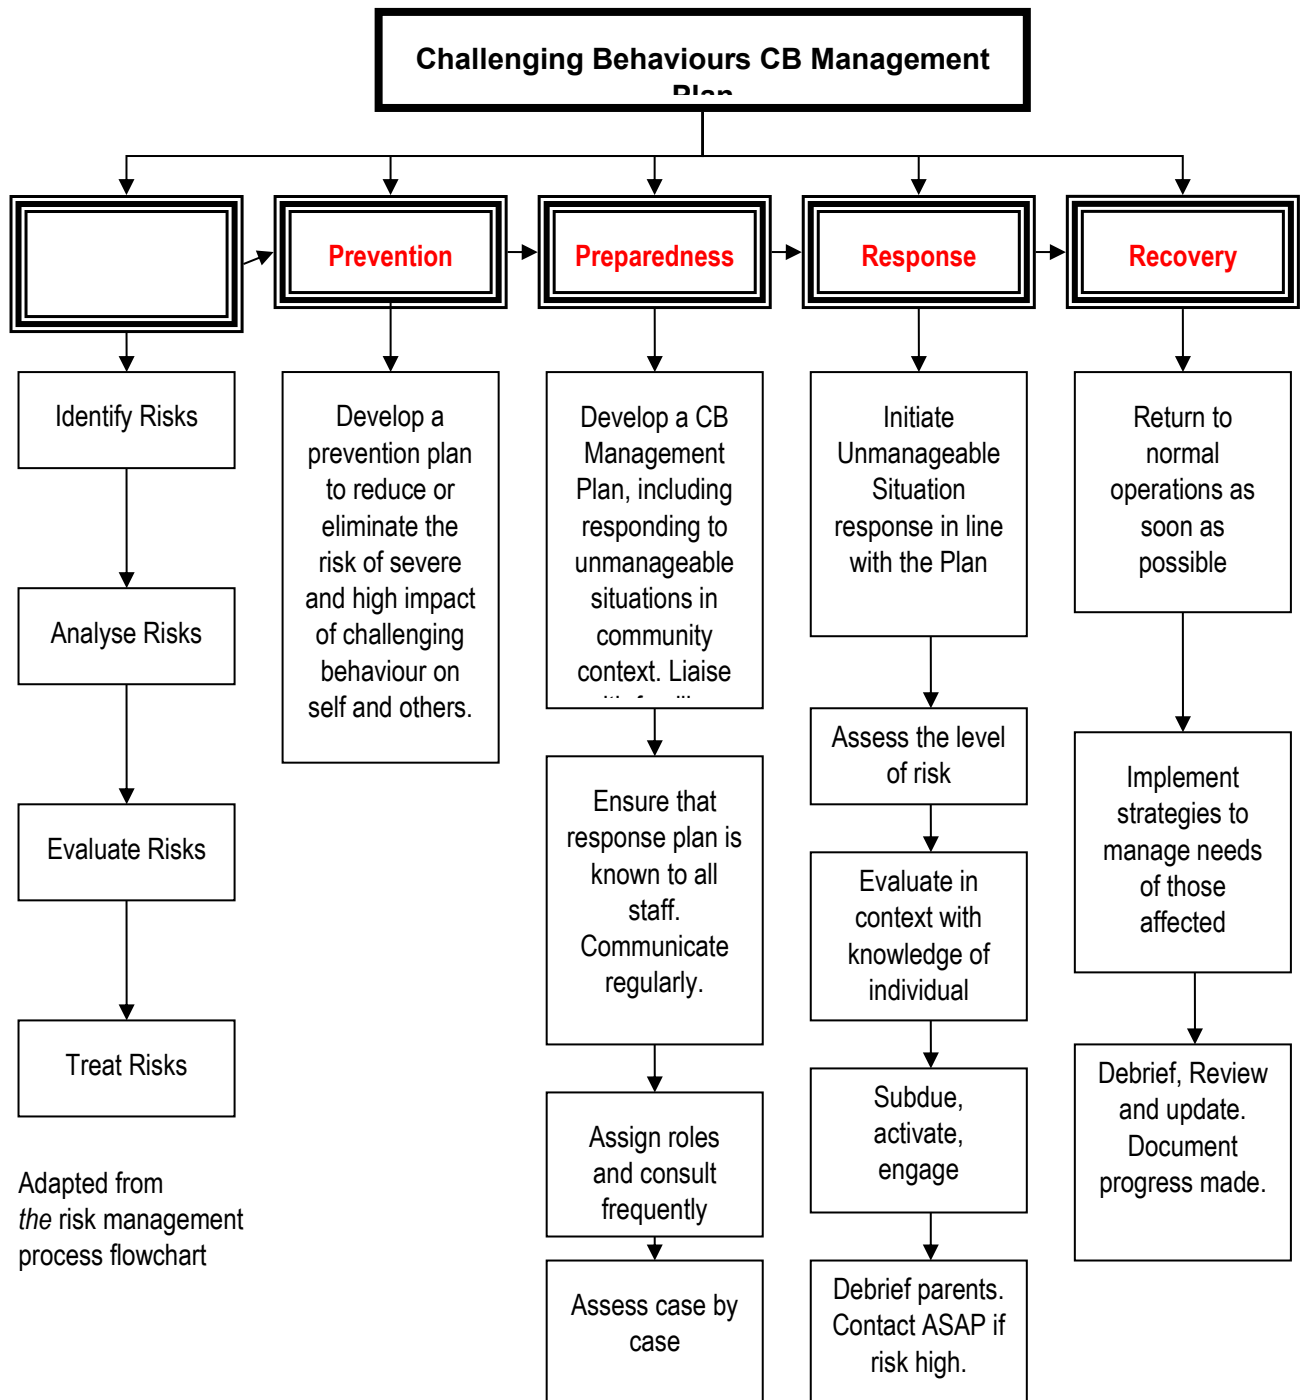 Challenging Behaviours CB Management
Plan
Prevention
Preparedness
Response
Recovery
Identify Risks
Analyse Risks
Evaluate Risks
Treat Risks
Adapted from
the risk management
process flowchart
Develop a
prevention plan
to reduce or
eliminate the
risk of severe
and high impact
of challenging
behaviour on
self and others.
Develop a CB
Management
Plan, including
responding to
unmanageable
situations in
community
context. Liaise
Ensure that
response plan is
known to all
staff.
Communicate
regularly.
Assign roles
and consult
frequently
Assess case by
case
Initiate
Unmanageable
Situation
response in line
with the Plan
Assess the level
of risk
Evaluate in
context with
knowledge of
individual
Subdue,
activate,
engage
Debrief parents.
Contact ASAP if
risk high.
Return to
normal
operations as
soon as
possible
Implement
strategies to
manage needs
of those
affected
Debrief, Review
and update.
Document
progress made.